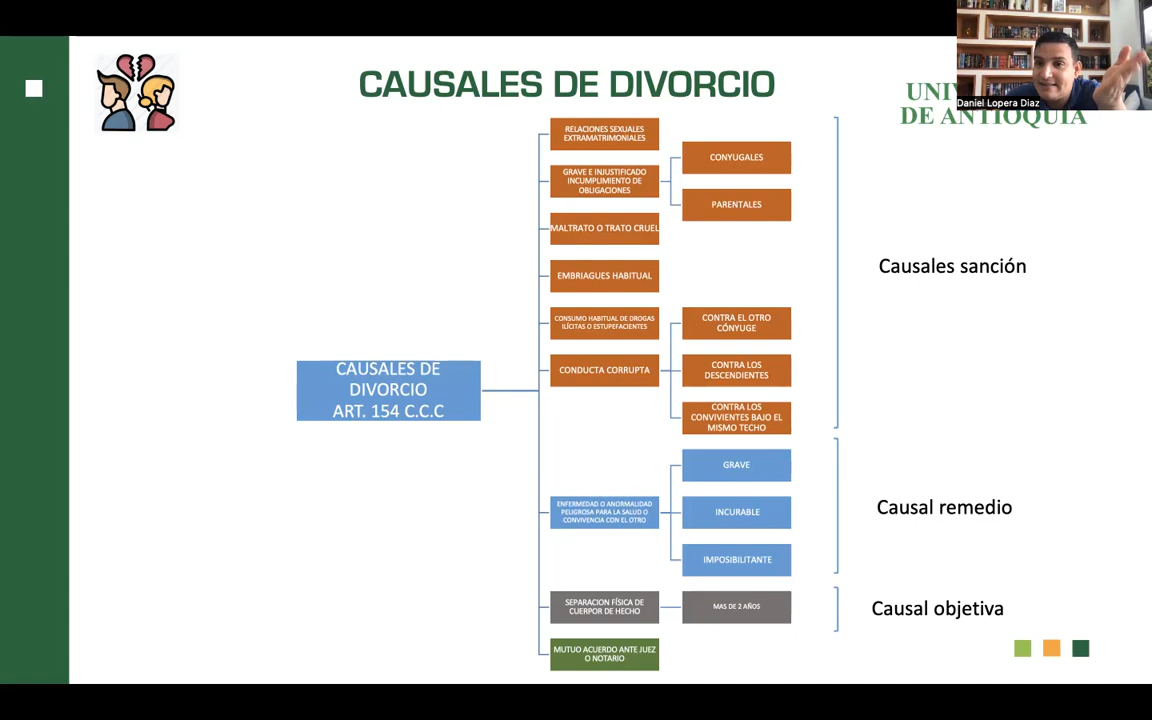 CAUSALES DE DIVORCIO
Daniel Lopera Diaz
UNI
DE ANTIOQUIA
RELACIONES SEXUALES
EXTRAMATRIMONIALES
GRAVE E INJUSTIFICADO
INCUMPLIMIENTO DE
OBLIGACIONES
CONYUGALES
PARENTALES
MALTRATO O TRATO CRUEL
EMBRIAGUES HABITUAL
CONSUMO HABITUAL DE DROGAS
ILÍCITAS O ESTUPEFACIENTES
CONDUCTA CORRUPTA
CONTRA EL OTRO
CÓNYUGE
CONTRA LOS
DESCENDIENTES
CONTRA LOS
CONVIVIENTES BAJO EL
MISMO TECHO
Causales sanción
CAUSALES DE
DIVORCIO
ART. 154 C.C.C
ENFERMEDAD O ANORMALIDAD
PELIGROSA PARA LA SALUD O
CONVIVENCIA CON EL OTRO
GRAVE
INCURABLE
IMPOSIBILITANTE
Causal remedio
SEPARACION FÍSICA DE
CUERPOR DE HECHO
MAS DE 2 AÑOS
Causal objetiva
MUTUO ACUERDO ANTE JUEZ
O NOTARIO